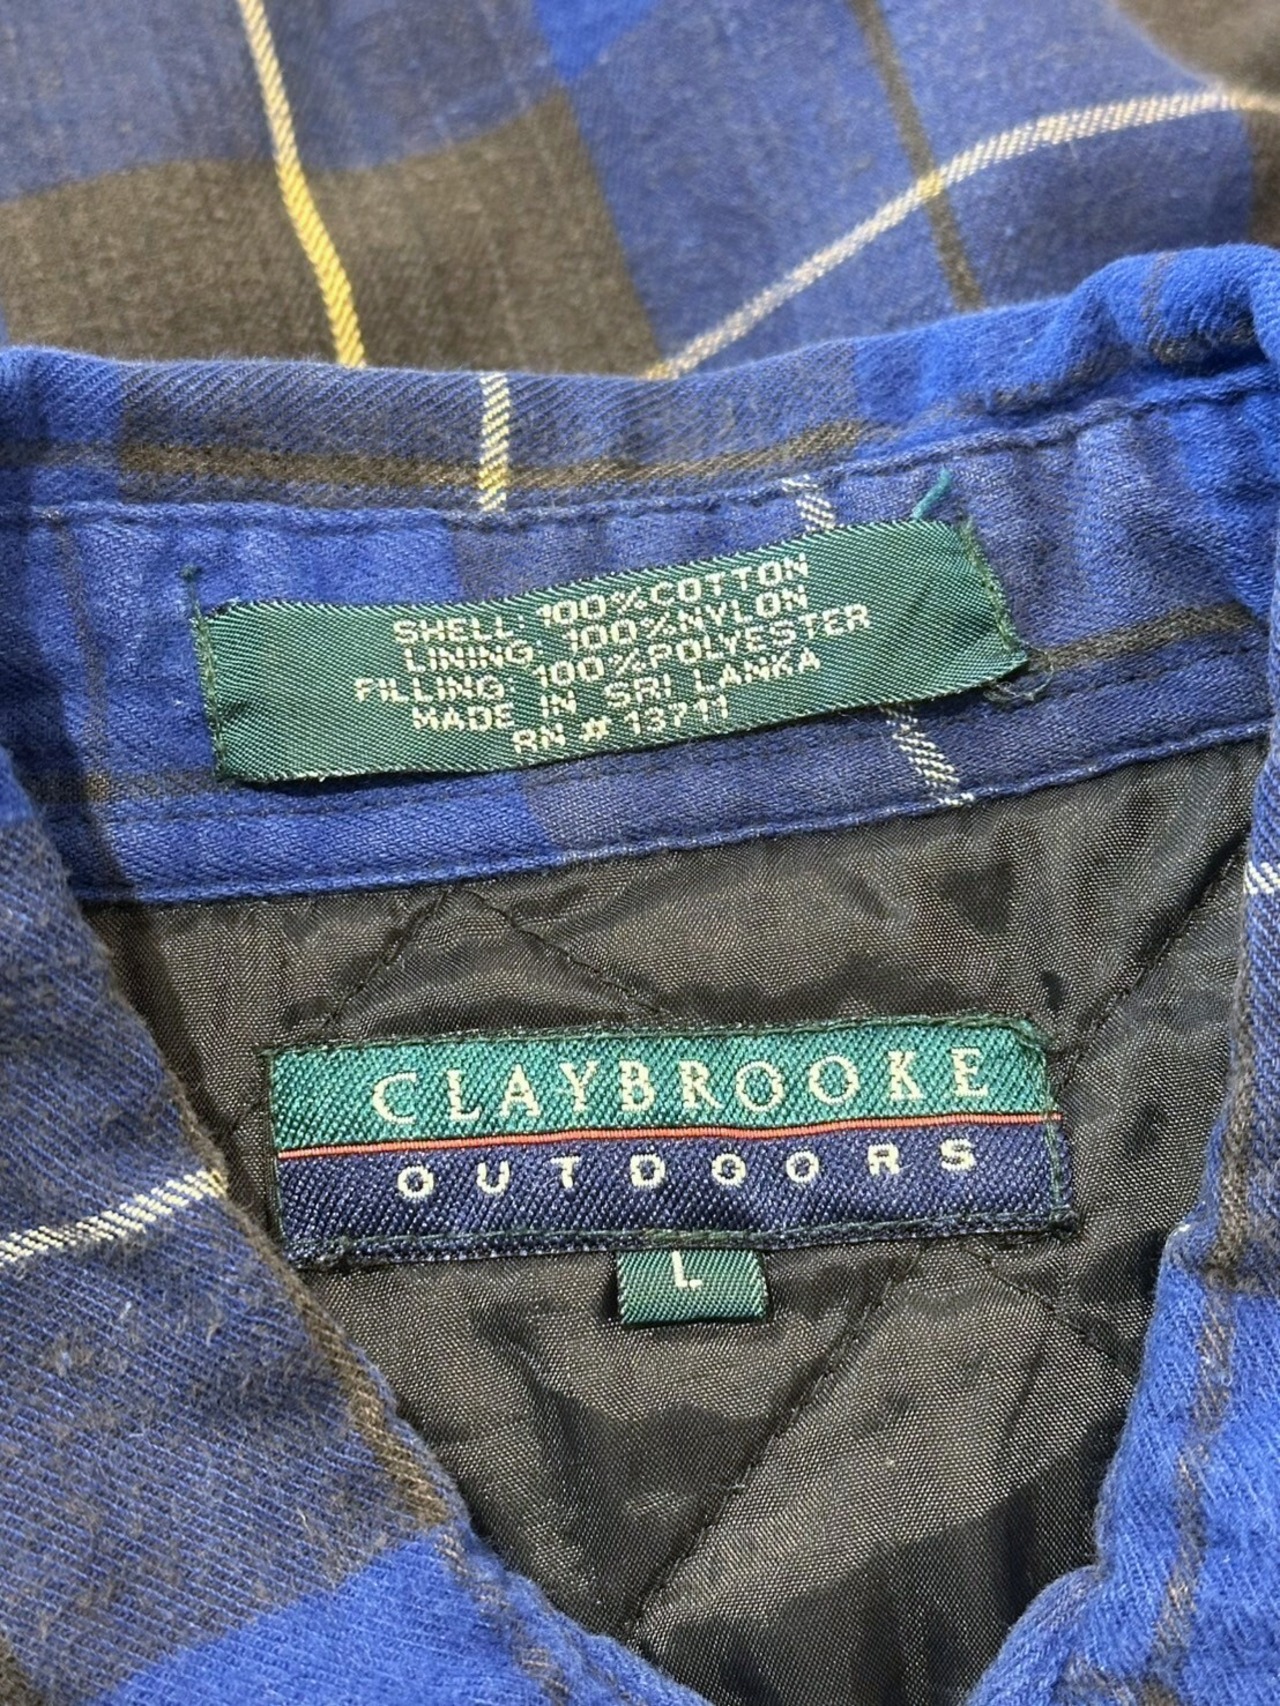 SHELL: 100%COTTON
LINING: 100%NYLON
FILLING: 100%POLYESTER
MADE IN SRI LANKA
RN # 13711
CLAYBROOKE
OUTDOORS
L